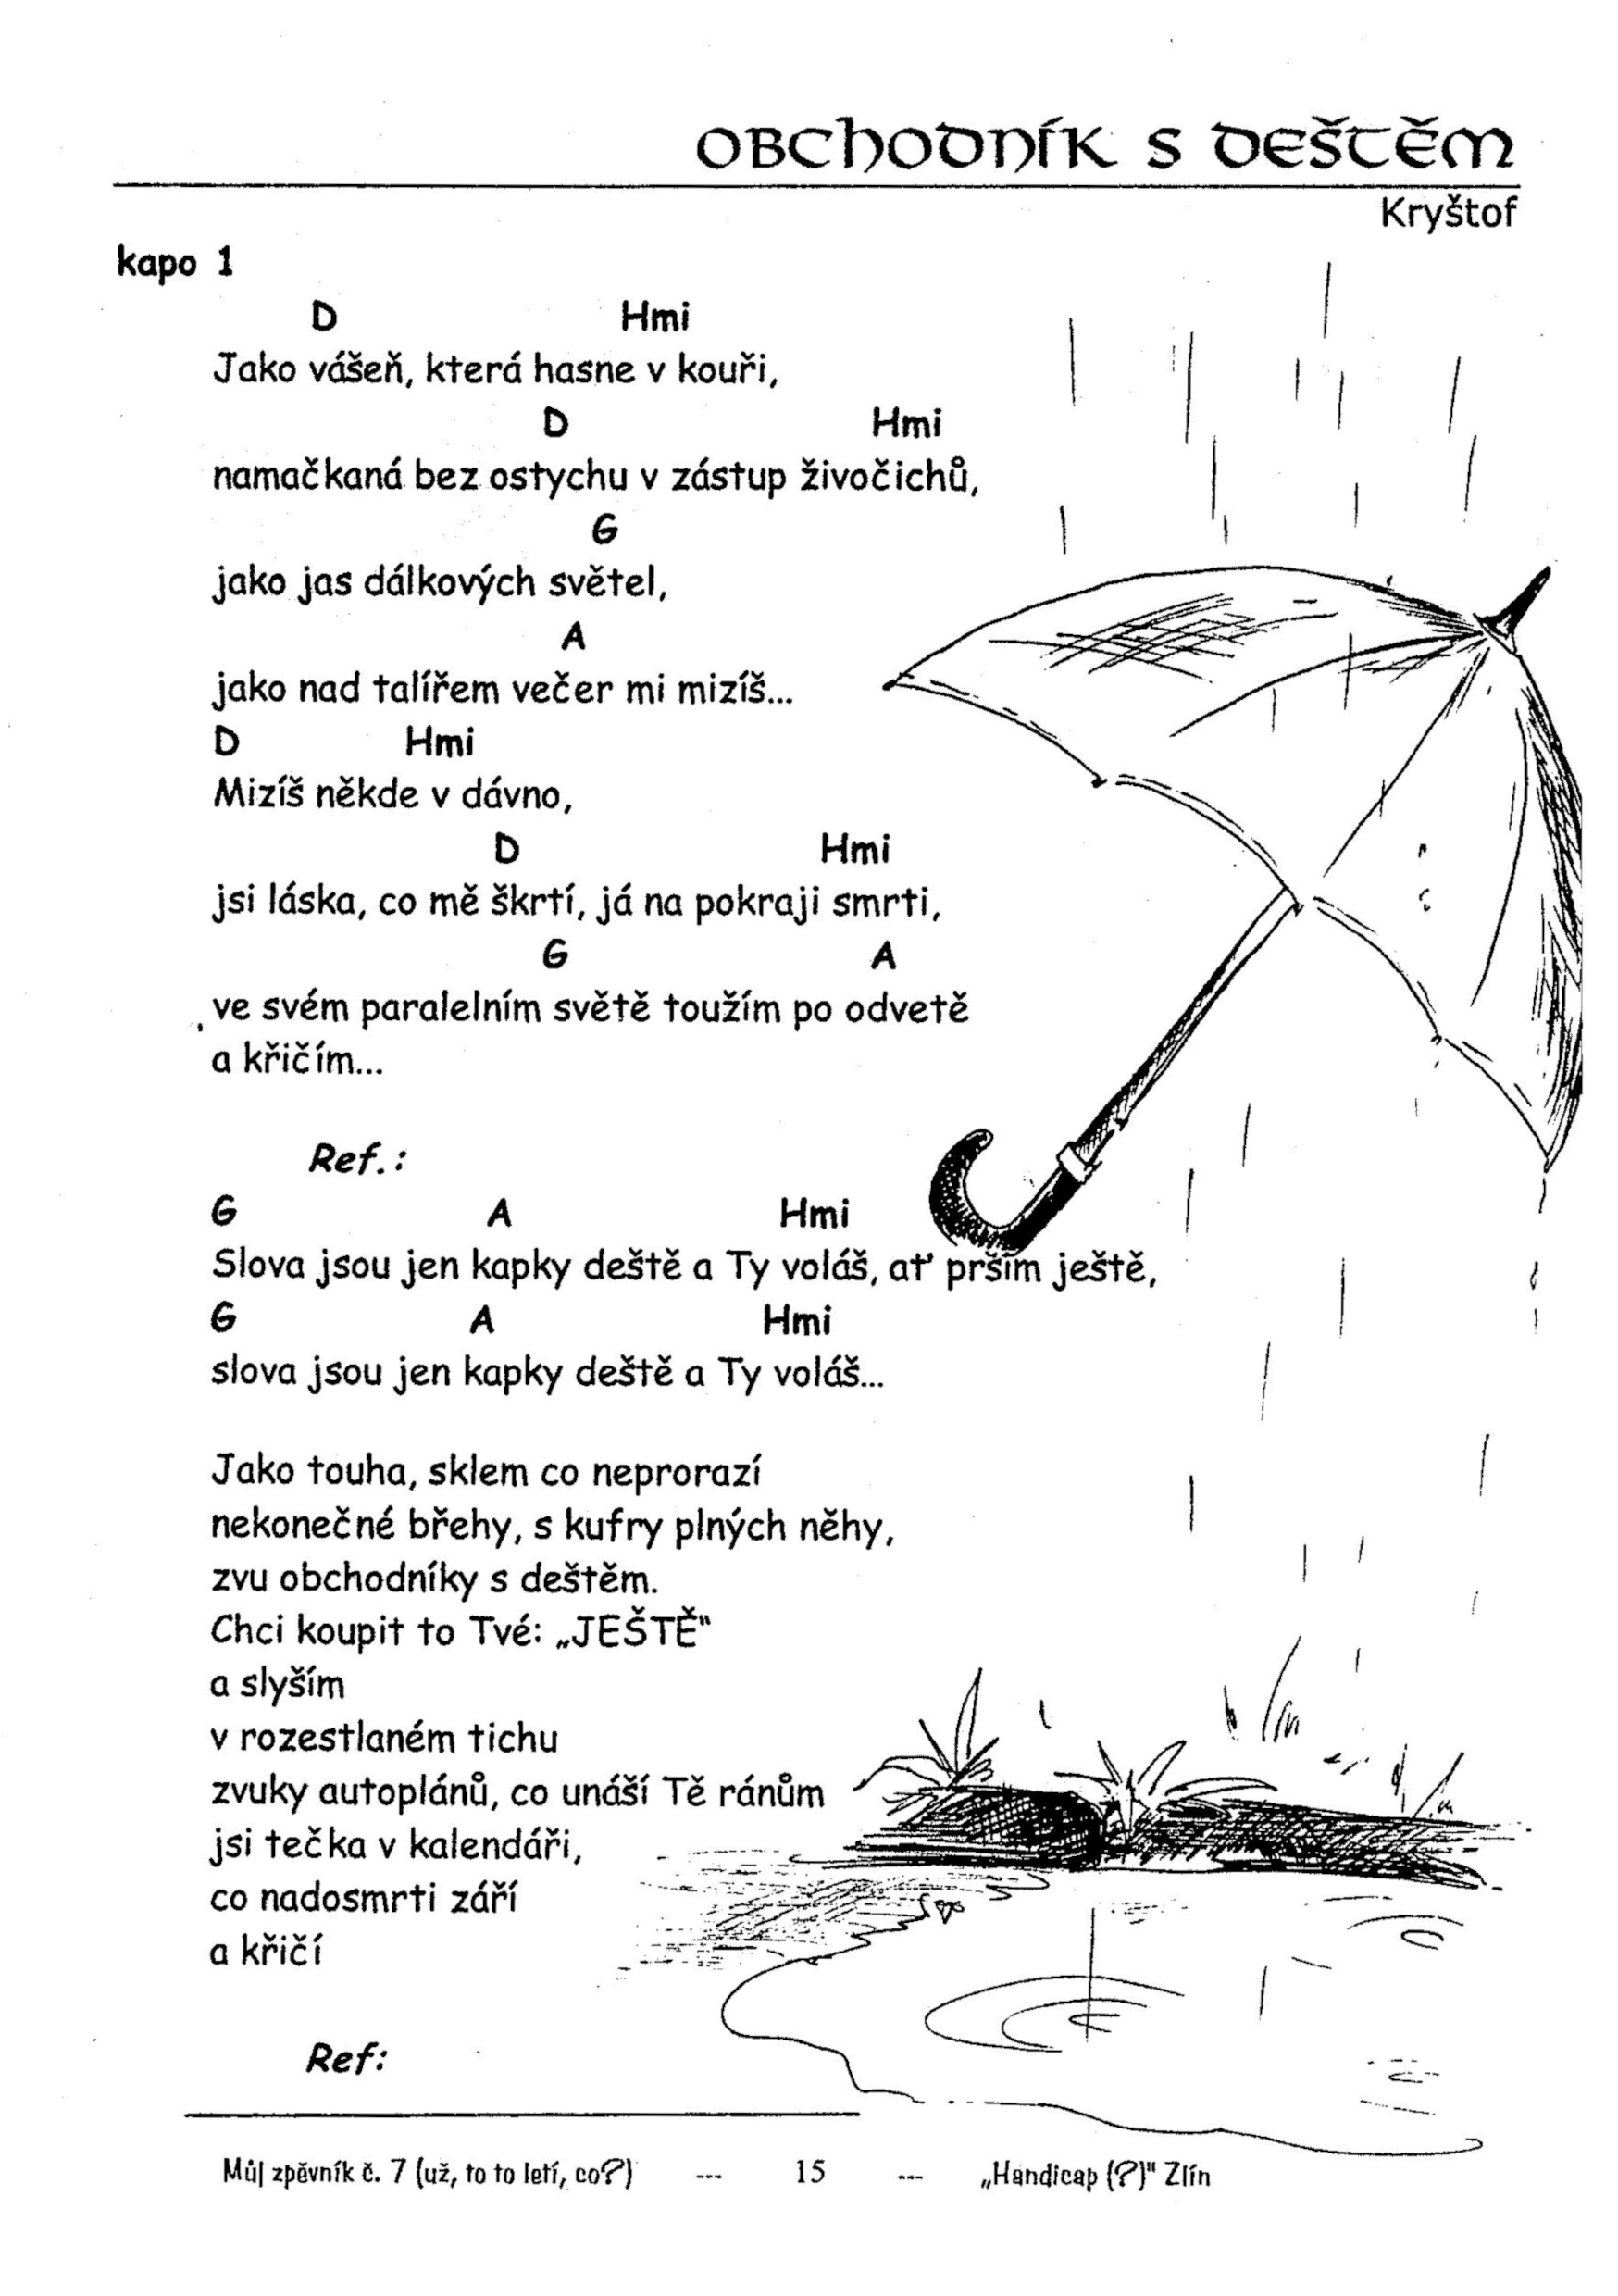 OBCHODNÍK S DEŠTĚM
Kryštof
kapo 1
D Hmi
Jako vášeň, která hasne v kouři,
D Hmi
namačkaná bez ostychu v zástup živočichů,
G
jako jas dálkových světel,
A
jako nad talířem večer mi mizíš...
D Hmi
Mizíš někde v dávno,
D Hmi
jsi láska, co mě škrtí, já na pokraji smrti,
G A
ve svém paralelním světě toužím po odvetě
a křičím...
Ref.:
G A Hmi
Slova jsou jen kapky deště a Ty voláš, ať prším ještě,
G A Hmi
slova jsou jen kapky deště a Ty voláš...
Jako touha, sklem co neprorazí
nekonečné břehy, s kufry plných něhy,
zvu obchodníky s deštěm.
Chci koupit to Tvé: „JEŠTĚ"
a slyším
v rozestlaném tichu
zvuky autoplánů, co unáší Tě ránům
jsi tečka v kalendáři,
co nadosmrti září
a křičí
Ref:
Můj zpěvník č. 7 (už, to to letí, co?) --- 15 --- „Handicap (?)" Zlín